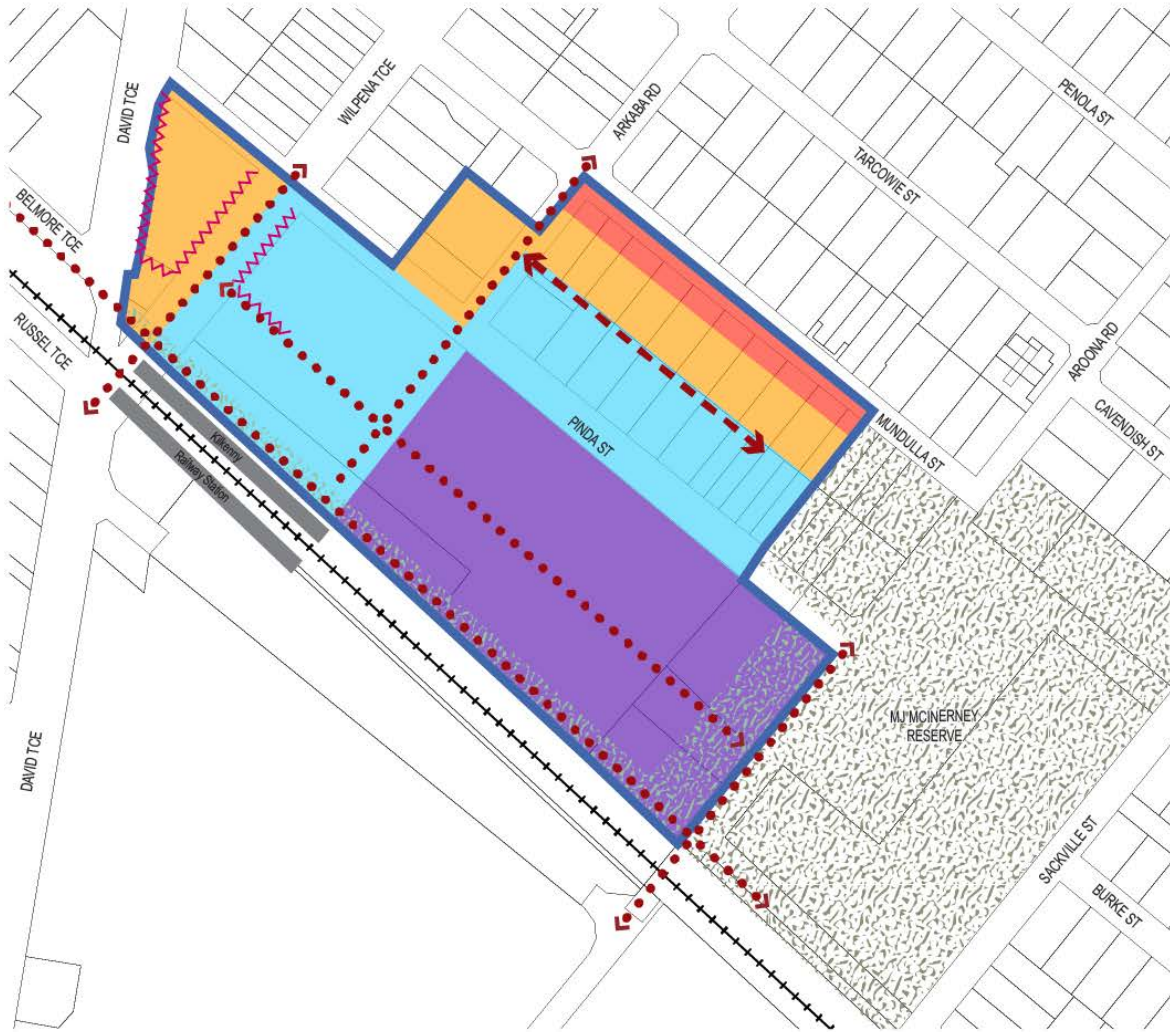 PENOLA ST
DAVID TCE
WILPENA TCE
ARKABA RD
TARCOWIE ST
BELMORE TCE
RUSSEL TCE
AROONA RD
CAVENDISH ST
MUNDULLA ST
PINDA ST
Kilkenny
Railway Station
MJ MCINERNEY
RESERVE
DAVID TCE
SACKVILLE ST
BURKE ST